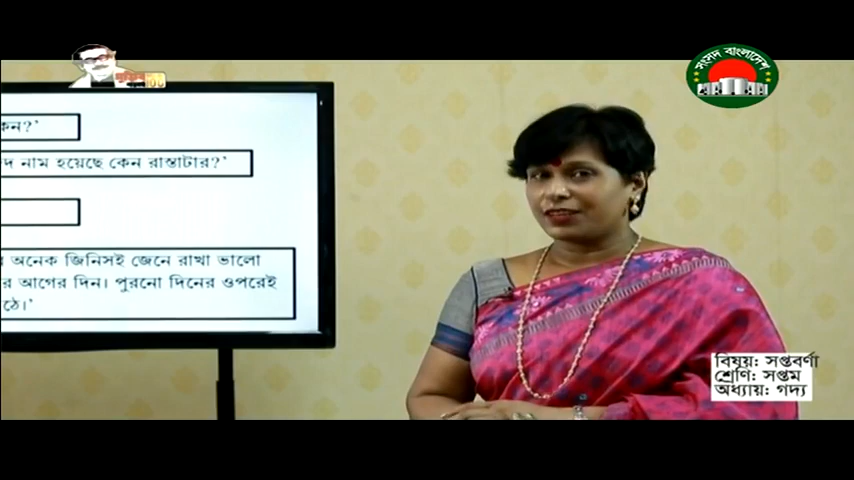 সংসদ বাংলাদেশ
কেন?’
নাম হয়েছে কেন রাস্তাটার?’
অনেক জিনিসই জেনে রাখা ভালো
আগের দিন। পুরনো দিনের ওপরেই
বিষয়: সপ্তবর্ণা
শ্রেণি: সপ্তম
অধ্যায়: গদ্য